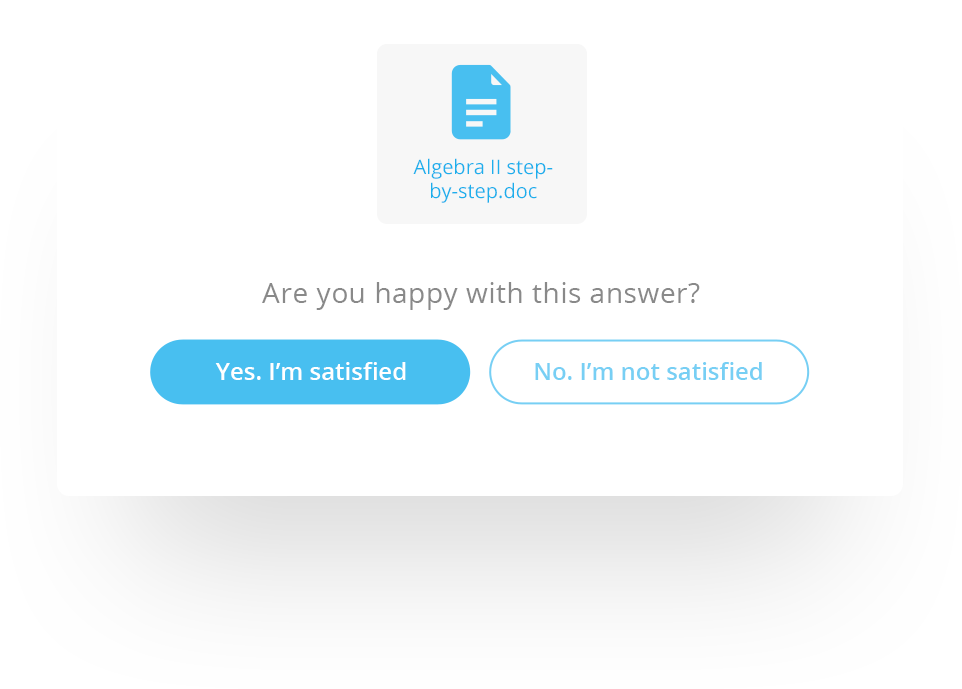 Algebra II step-
by-step.doc
Are you happy with this answer?
Yes. I’m satisfied
No. I’m not satisfied